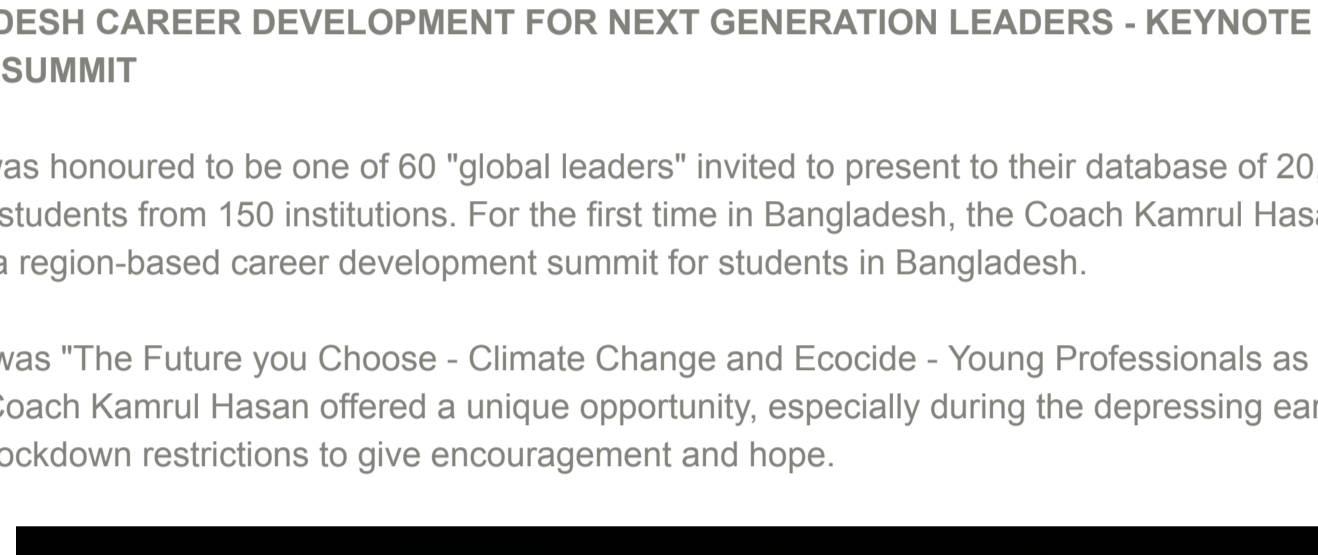 DESH CAREER DEVELOPMENT FOR NEXT GENERATION LEADERS - KEYNOTE
SUMMIT
was honoured to be one of 60 "global leaders" invited to present to their database of 20,
students from 150 institutions. For the first time in Bangladesh, the Coach Kamrul Hasa
a region-based career development summit for students in Bangladesh.
was "The Future you Choose - Climate Change and Ecocide - Young Professionals as
Coach Kamrul Hasan offered a unique opportunity, especially during the depressing ear
ockdown restrictions to give encouragement and hope.